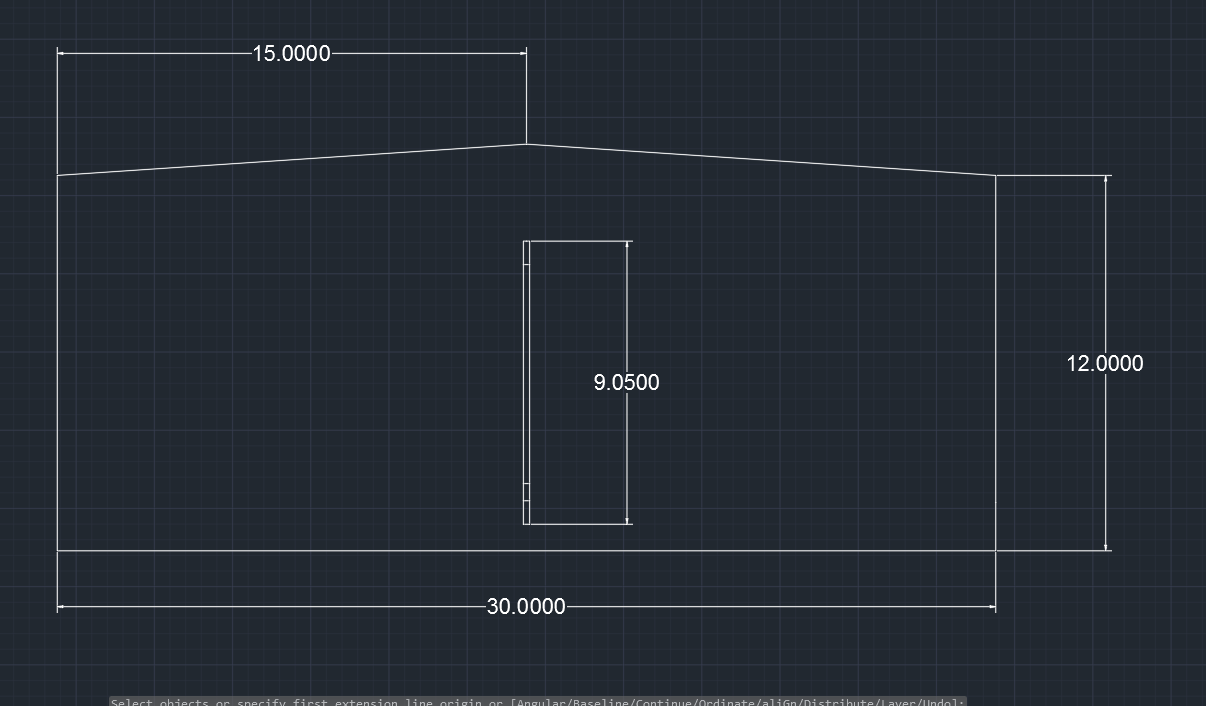 15.0000
9.0500
12.0000
30.0000
Select objects or specify first extension line origin or [Angular/Baseline/Continue/Ordinate/aliGn/Distribute/Layer/Undo]: